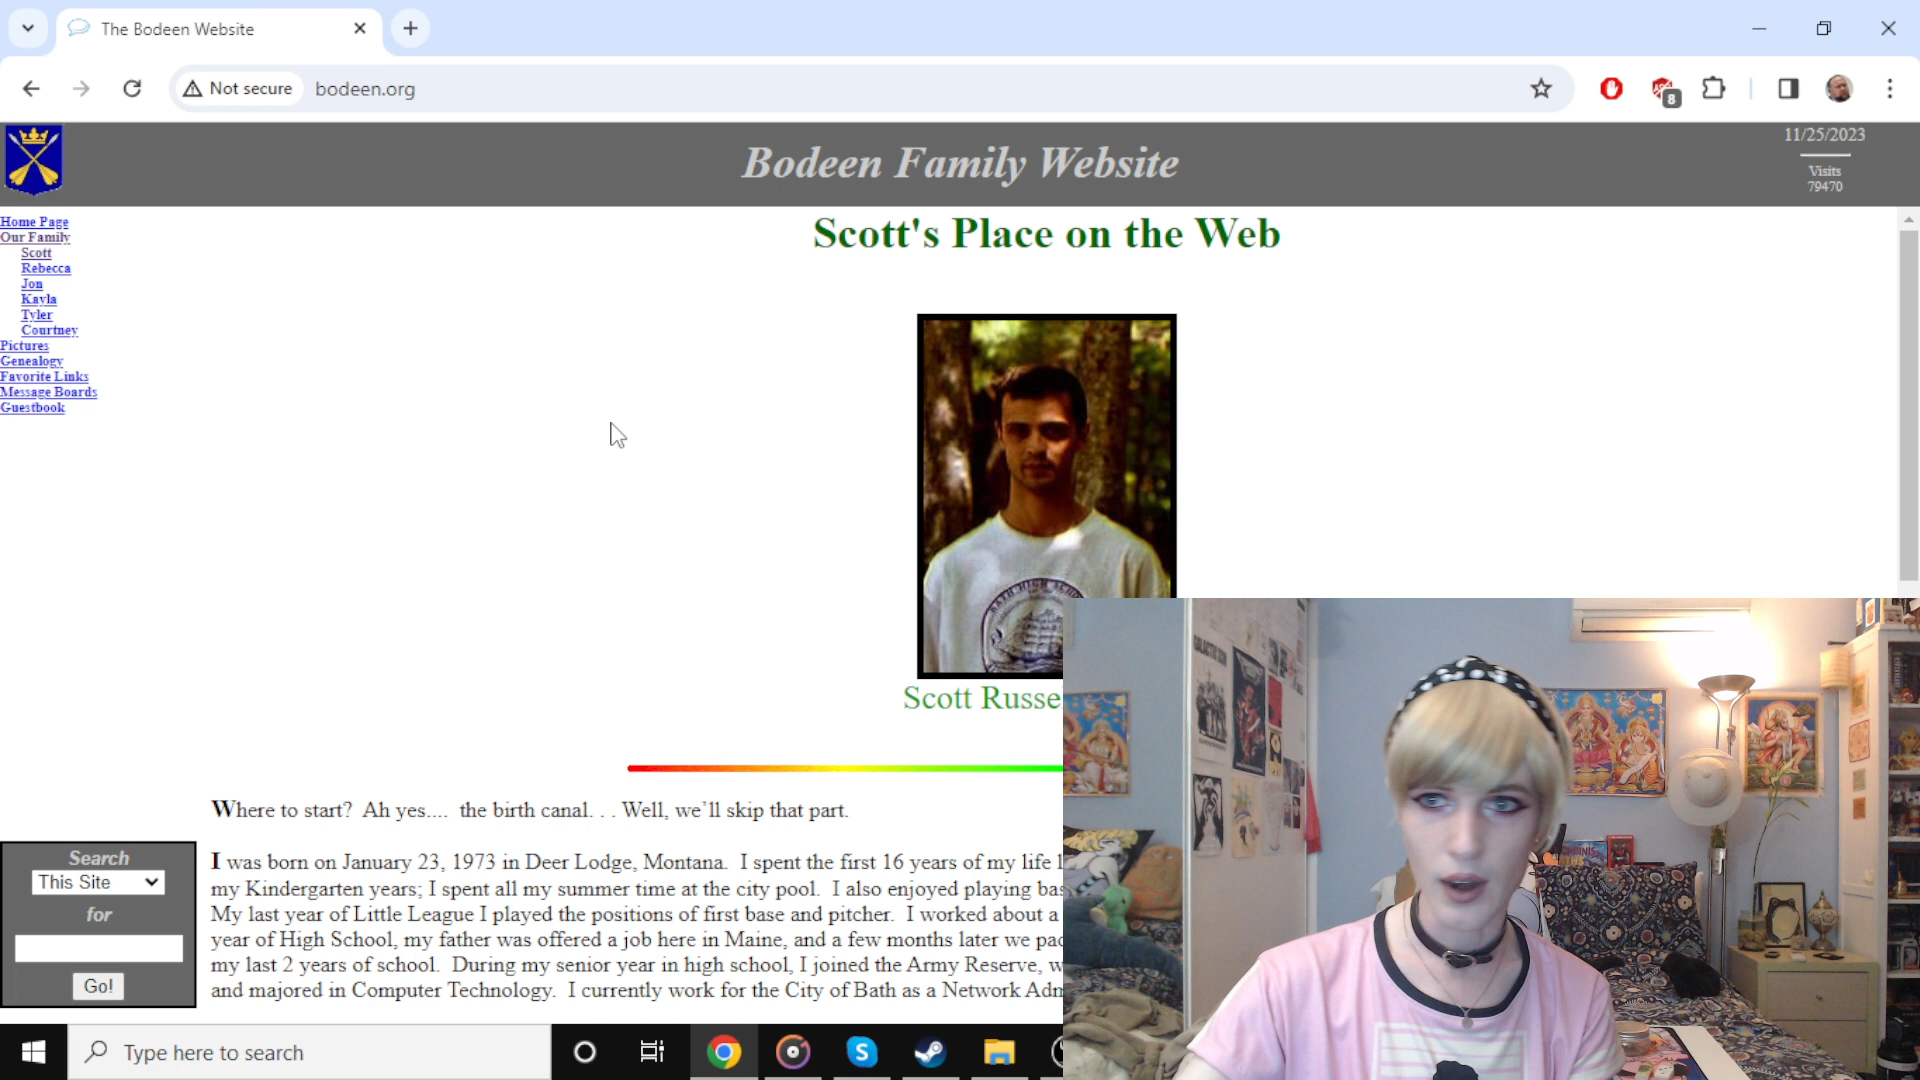 The Bodeen Website
Not secure
bodeen.org
8
Bodeen Family Website
11/25/2023
Visits
79470
Home Page
Our Family
Scott
Rebecca
Jon
Kayla
Tyler
Courtney
Pictures
Genealogy
Favorite Links
Message Boards
Guestbook
Scott's Place on the Web
Scott Russe
Where to start? Ah yes.... the birth canal. . . Well, we'll skip that part.
I was born on January 23, 1973 in Deer Lodge, Montana. I spent the first 16 years of my life
my Kindergarten years; I spent all my summer time at the city pool. I also enjoyed playing bas
My last year of Little League I played the positions of first base and pitcher. I worked about a
year of High School, my father was offered a job here in Maine, and a few months later we pac
my last 2 years of school. During my senior year in high school, I joined the Army Reserve, w
and majored in Computer Technology. I currently work for the City of Bath as a Network Adm
Search
This Site
for
Go!
Type here to search